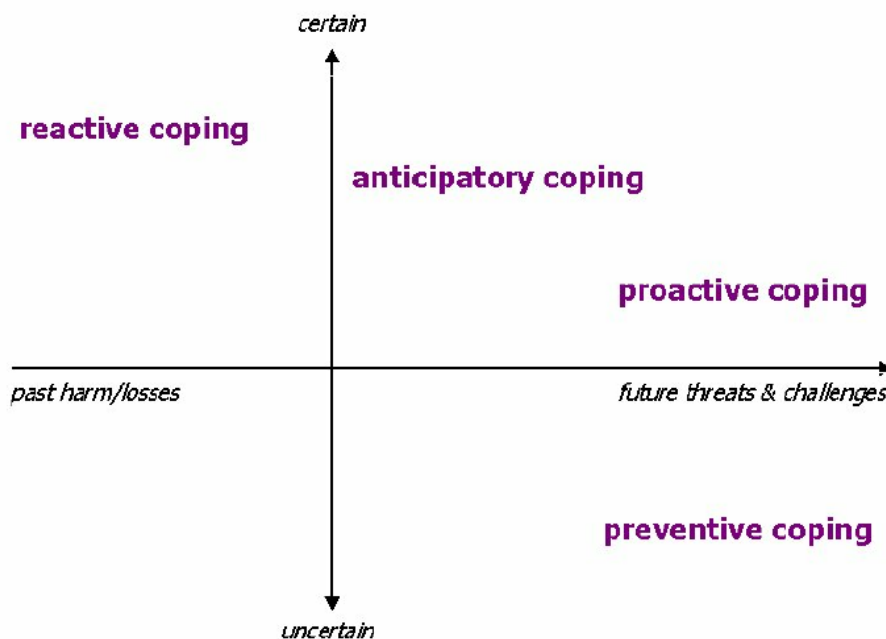 certain
reactive coping
anticipatory coping
proactive coping
past harm/losses
future threats & challenges
preventive coping
uncertain